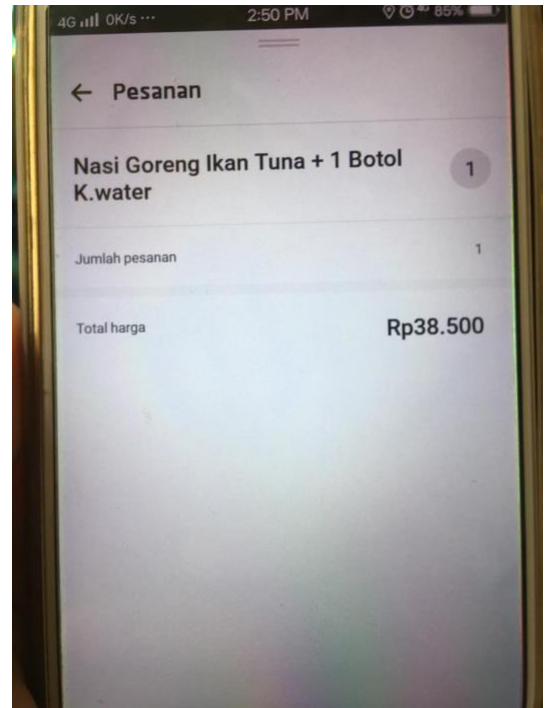 4G 0K/s ... 2:50 PM 85%
← Pesanan
Nasi Goreng Ikan Tuna + 1 Botol 1
K.water
Jumlah pesanan 1
Total harga Rp38.500